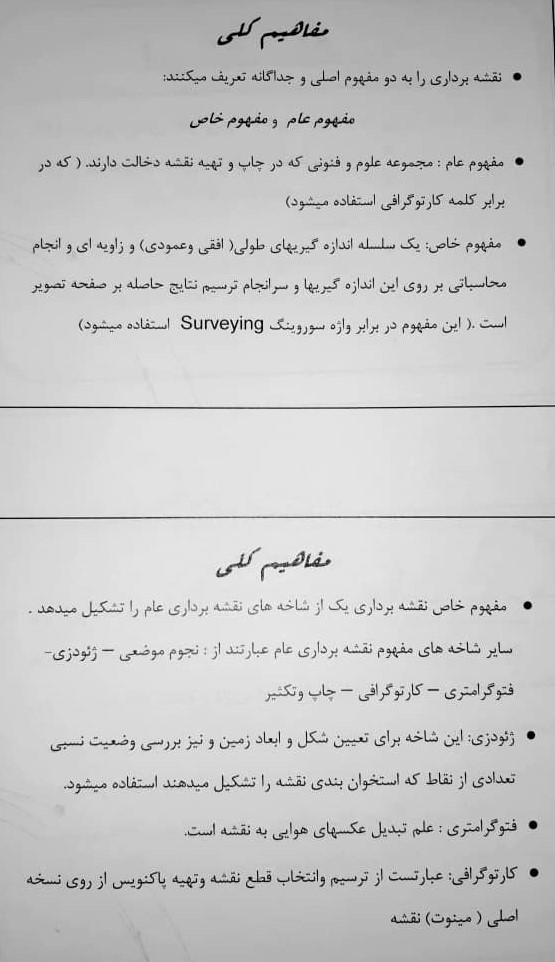 مفاهیم کلی
• نقشه برداری را به دو مفهوم اصلی و جداگانه تعریف میکنند:
مفهوم عام و مفهوم خاص
• مفهوم عام : مجموعه علوم و فنونی که در چاپ و تهیه نقشه دخالت دارند. ( که در
برابر کلمه کارتوگرافی استفاده میشود)
• مفهوم خاص: یک سلسله اندازه گیریهای طولی( افقی وعمودی) و زاویه ای و انجام
محاسباتی بر روی این اندازه گیریها و سرانجام ترسیم نتایج حاصله بر صفحه تصویر
است .( این مفهوم در برابر واژه سوروینگ Surveying استفاده میشود)
مفاهیم کلی
• مفهوم خاص نقشه برداری یک از شاخه های نقشه برداری عام را تشکیل میدهد .
سایر شاخه های مفهوم نقشه برداری عام عبارتند از : نجوم موضعی – ژئودزی-
فتوگرامتری – کارتوگرافی – چاپ وتکثیر
• ژئودزی: این شاخه برای تعیین شکل و ابعاد زمین و نیز بررسی وضعیت نسبی
تعدادی از نقاط که استخوان بندی نقشه را تشکیل میدهند استفاده میشود.
• فتوگرامتری : علم تبدیل عکسهای هوایی به نقشه است.
• کارتوگرافی: عبارتست از ترسیم وانتخاب قطع نقشه وتهیه پاکنویس از روی نسخه
اصلی ( مینوت) نقشه